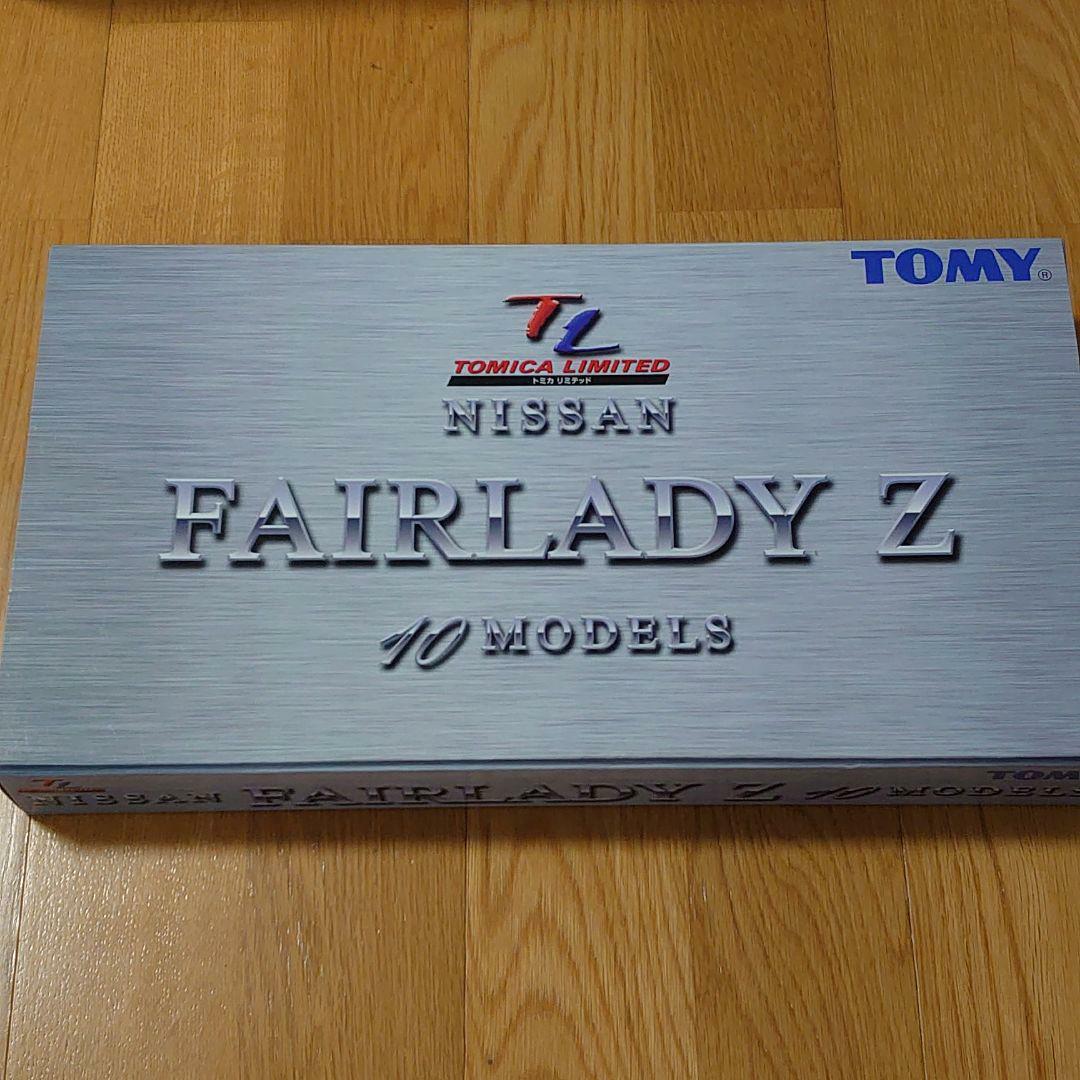 TOMY®
TL
TOMICA LIMITED
トミカ リミテッド
NISSAN
FAIRLADY Z
10 MODELS
TL
NISSAN FAIRLADY Z 10 MODELS